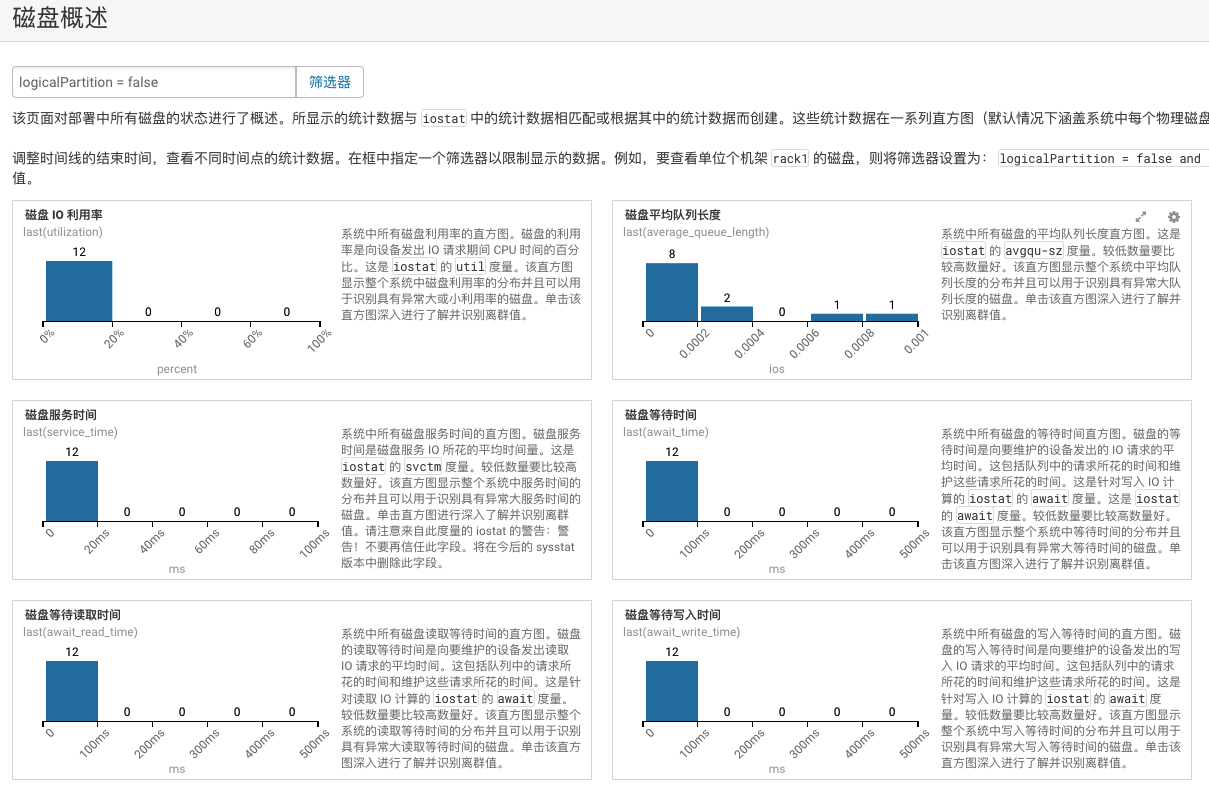 磁盘概述
logicalPartition = false 筛选器
该页面对部署中所有磁盘的状态进行了概述。所显示的统计数据与 iostat 中的统计数据相匹配或根据其中的统计数据而创建。这些统计数据在一系列直方图（默认情况下涵盖系统中每个物理磁盘
调整时间线的结束时间，查看不同时间点的统计数据。在框中指定一个筛选器以限制显示的数据。例如，要查看单位个机架 rack1 的磁盘，则将筛选器设置为： logicalPartition = false and
值。
磁盘 IO 利用率
last(utilization)
12
0
0
0
0%
20%
40%
60%
100%
percent
系统中所有磁盘利用率的直方图。磁盘的利用
率是向设备发出 IO 请求期间 CPU 时间的百分
比。这是 iostat 的 util 度量。该直方图
显示整个系统中磁盘利用率的分布并且可以用
于识别具有异常大或小利用率的磁盘。单击该
直方图深入进行了解并识别离群值。
磁盘平均队列长度
last(average_queue_length)
8
2
0
1
1
0
0.0002
0.0004
0.0006
0.0008
0.001
ios
系统中所有磁盘的平均队列长度直方图。这是
iostat 的 avgqu-sz 度量。较低数量要比
较高数量好。该直方图显示整个系统中平均队
列长度的分布并且可以用于识别具有异常大队
列长度的磁盘。单击该直方图深入进行了解并
识别离群值。
磁盘服务时间
last(service_time)
12
0
0
0
0
0
20ms
40ms
60ms
80ms
100ms
ms
系统中所有磁盘服务时间的直方图。磁盘服务
时间是磁盘服务 IO 所花的平均时间量。这是
iostat 的 svctm 度量。较低数量要比较高
数量好。该直方图显示整个系统中服务时间的
分布并且可以用于识别具有异常大服务时间的
磁盘。单击直方图进行深入了解并识别离群
值。请注意来自此度量的 iostat 的警告：警
告！不要再信任此字段。将在今后的 sysstat
版本中删除此字段。
磁盘等待时间
last(await_time)
12
0
0
0
0
0
100ms
200ms
300ms
400ms
500ms
ms
系统中所有磁盘的等待时间直方图。磁盘的等
待时间是向要维护的设备发出的 IO 请求的平
均时间。这包括队列中的请求所花的时间和维
护这些请求所花的时间。这是针对写入 IO 计
算的 iostat 的 await 度量。这是 iostat
的 await 度量。较低数量要比较高数量好。
该直方图显示整个系统中等待时间的分布并且
可以用于识别具有异常大等待时间的磁盘。单
击该直方图深入进行了解并识别离群值。
磁盘等待读取时间
last(await_read_time)
12
0
0
0
0
0
100ms
200ms
300ms
400ms
500ms
ms
系统中所有磁盘读取等待时间的直方图。磁盘
的读取等待时间是向要维护的设备发出读取
IO 请求的平均时间。这包括队列中的请求所
花的时间和维护这些请求所花的时间。这是针
对读取 IO 计算的 iostat 的 await 度量。
较低数量要比较高数量好。该直方图显示整个
系统的读取等待时间的分布并且可以用于识别
具有异常大读取等待时间的磁盘。单击该直方
图深入进行了解并识别离群值。
磁盘等待写入时间
last(await_write_time)
12
0
0
0
0
0
100ms
200ms
300ms
400ms
500ms
ms
系统中所有磁盘的写入等待时间的直方图。磁
盘的写入等待时间是向要维护的设备发出的写
入 IO 请求的平均时间。这包括队列中的请求
所花的时间和维护这些请求所花的时间。这是
针对写入 IO 计算的 iostat 的 await 度
量。较低数量要比较高数量好。该直方图显示
整个系统中写入等待时间的分布并且可以用于
识别具有异常大写入等待时间的磁盘。单击该
直方图深入进行了解并识别离群值。